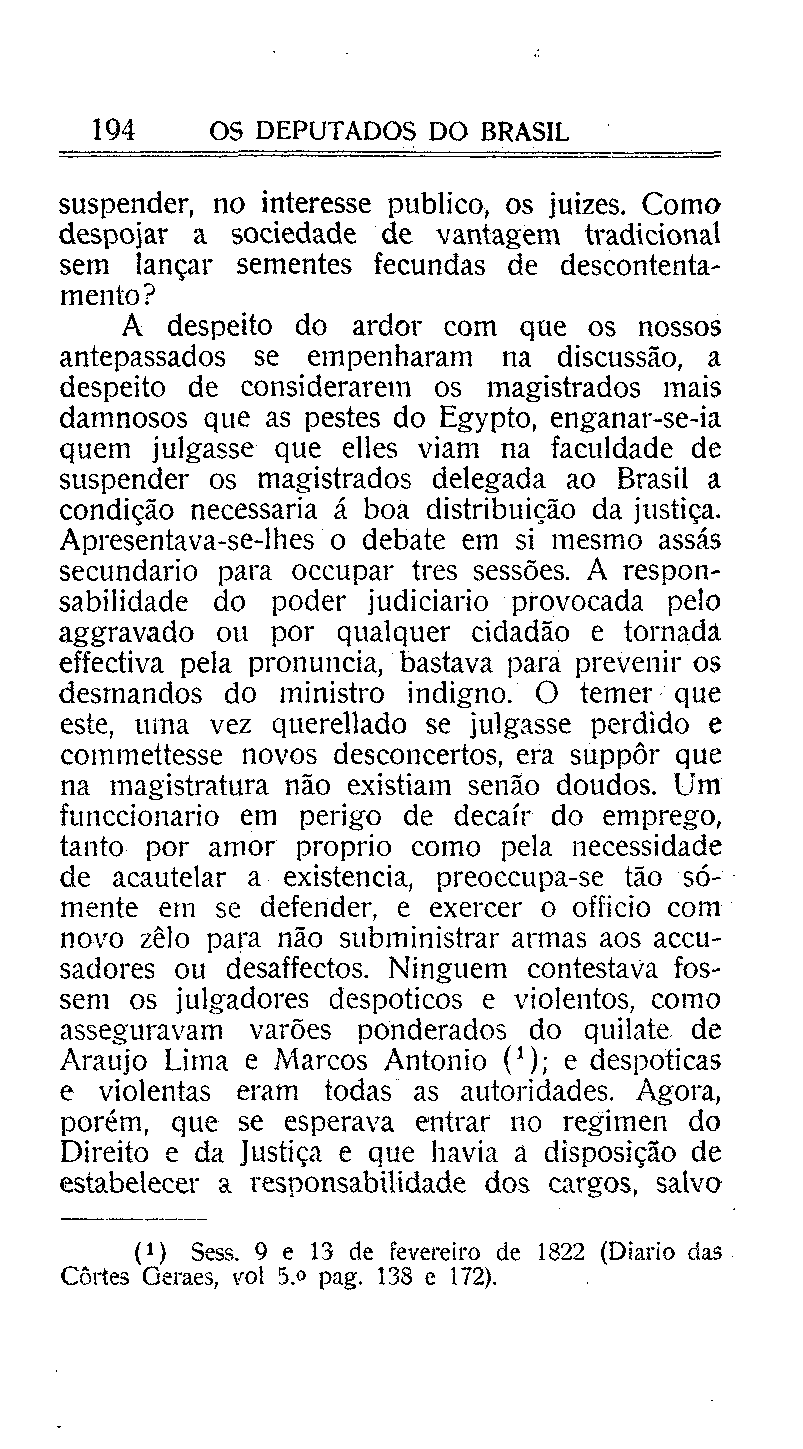 194 OS DEPUTADOS DO BRASIL
suspender, no interesse publico, os juizes. Como
despojar a sociedade de vantagem tradicional
sem lançar sementes fecundas de descontenta-
mento?
A despeito do ardor com que os nossos
antepassados se empenharam na discussão, a
despeito de considerarem os magistrados mais
damnosos que as pestes do Egypto, enganar-se-ia
quem julgasse que elles viam na faculdade de
suspender os magistrados delegada ao Brasil a
condição necessaria á boa distribuição da justiça.
Apresentava-se-lhes o debate em si mesmo assás
secundario para occupar tres sessões. A respon-
sabilidade do poder judiciario provocada pelo
aggravado ou por qualquer cidadão e tornada
effectiva pela pronuncia, bastava para prevenir os
desmandos do ministro indigno. O temer que
este, uma vez querellado se julgasse perdido e
commettesse novos desconcertos, era suppôr que
na magistratura não existiam senão doudos. Um
funccionario em perigo de decaír do emprego,
tanto por amor proprio como pela necessidade
de acautelar a existencia, preoccupa-se tão só-
mente em se defender, e exercer o officio com
novo zêlo para não subministrar armas aos accu-
sadores ou desaffectos. Ninguem contestava fos-
sem os julgadores despoticos e violentos, como
asseguravam varões ponderados do quilate de
Araujo Lima e Marcos Antonio (¹); e despoticas
e violentas eram todas as autoridades. Agora,
porém, que se esperava entrar no regimen do
Direito e da Justiça e que havia a disposição de
estabelecer a responsabilidade dos cargos, salvo
(¹) Sess. 9 e 13 de fevereiro de 1822 (Diario das
Côrtes Geraes, vol 5.º pag. 138 e 172).